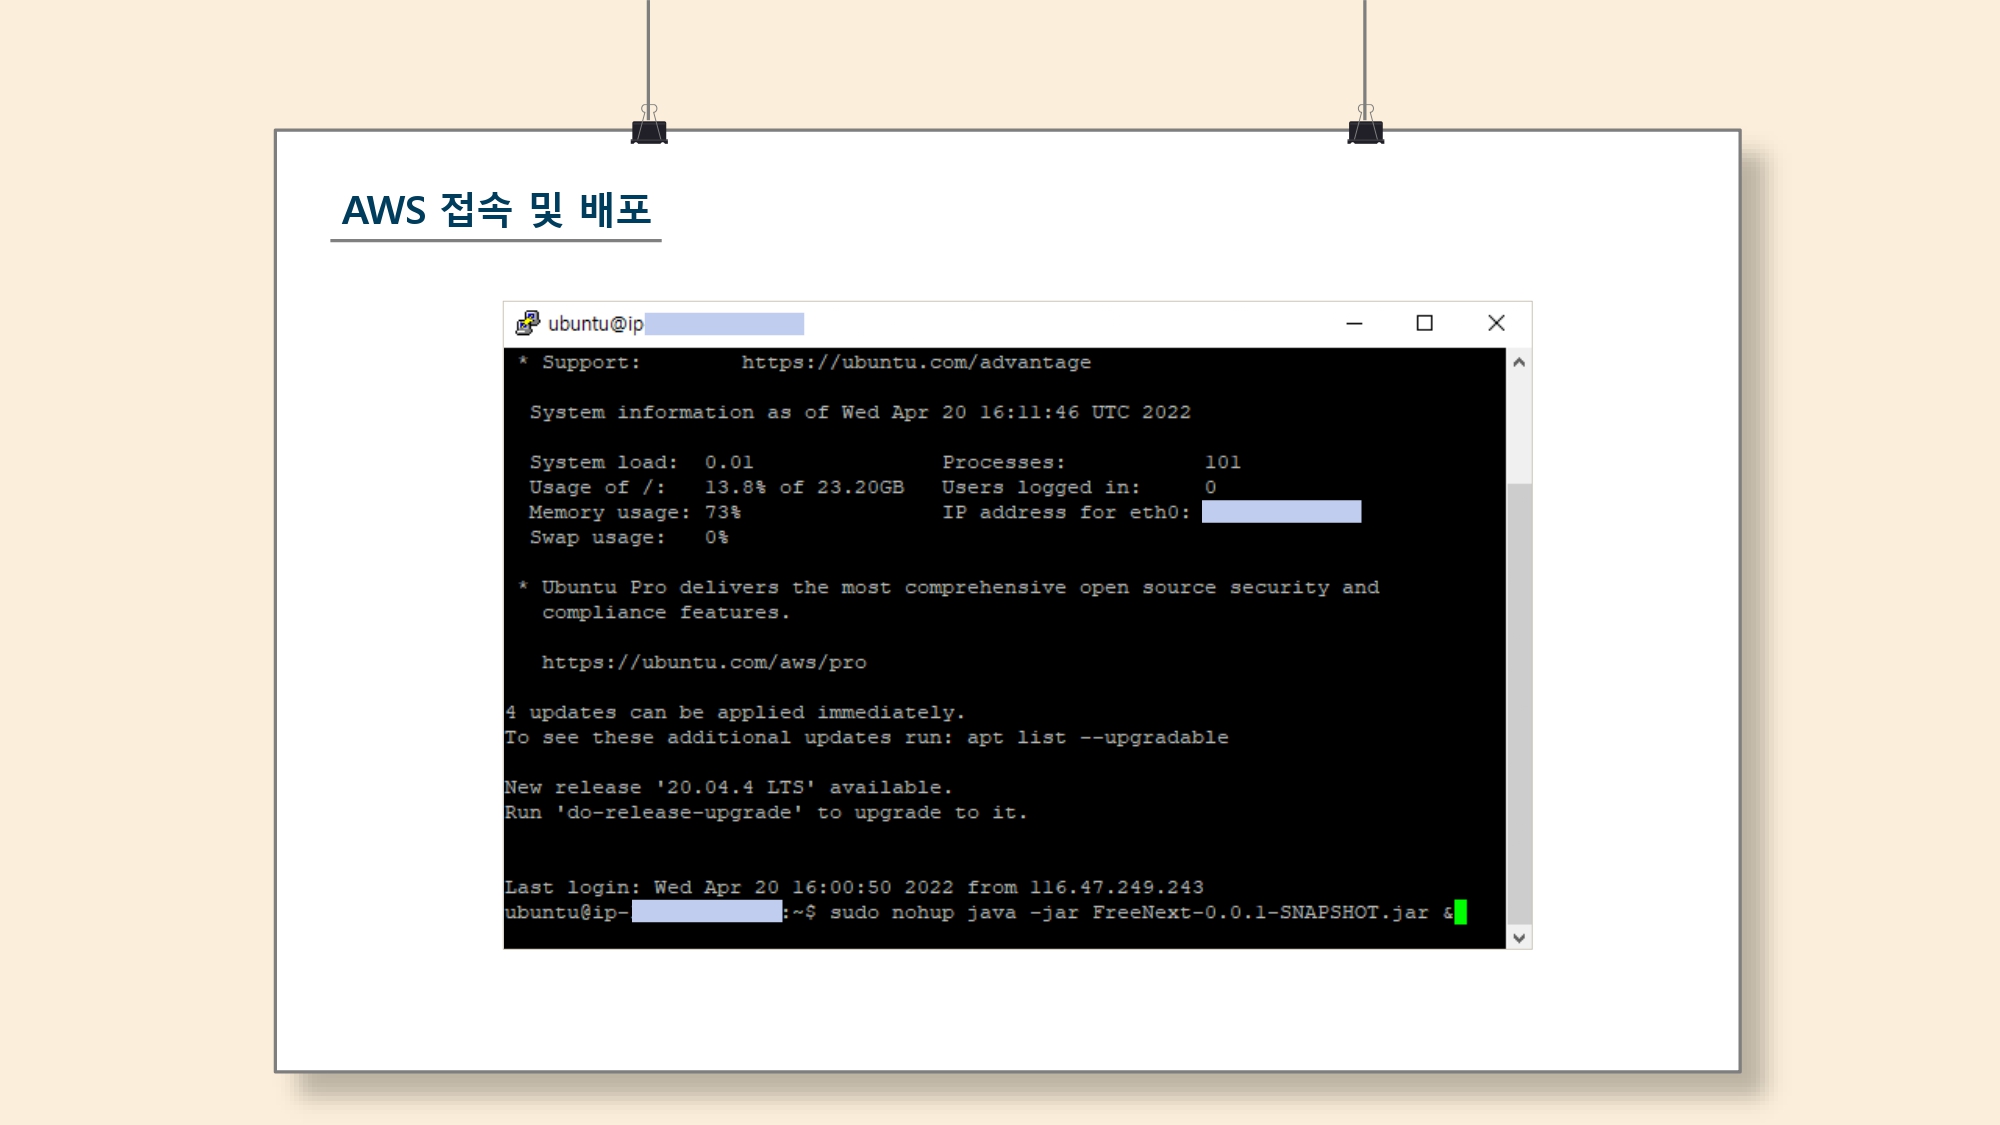 AWS 접속 및 배포
ubuntu@ip
* Support:        https://ubuntu.com/advantage
System information as of Wed Apr 20 16:11:46 UTC 2022
System load:  0.01               Processes:           101
Usage of /:   13.8% of 23.20GB   Users logged in:     0
Memory usage: 73%                IP address for eth0:
Swap usage:   0%
* Ubuntu Pro delivers the most comprehensive open source security and
compliance features.
https://ubuntu.com/aws/pro
4 updates can be applied immediately.
To see these additional updates run: apt list --upgradable
New release '20.04.4 LTS' available.
Run 'do-release-upgrade' to upgrade to it.
Last login: Wed Apr 20 16:00:50 2022 from 116.47.249.243
ubuntu@ip-:~$ sudo nohup java -jar FreeNext-0.0.1-SNAPSHOT.jar &